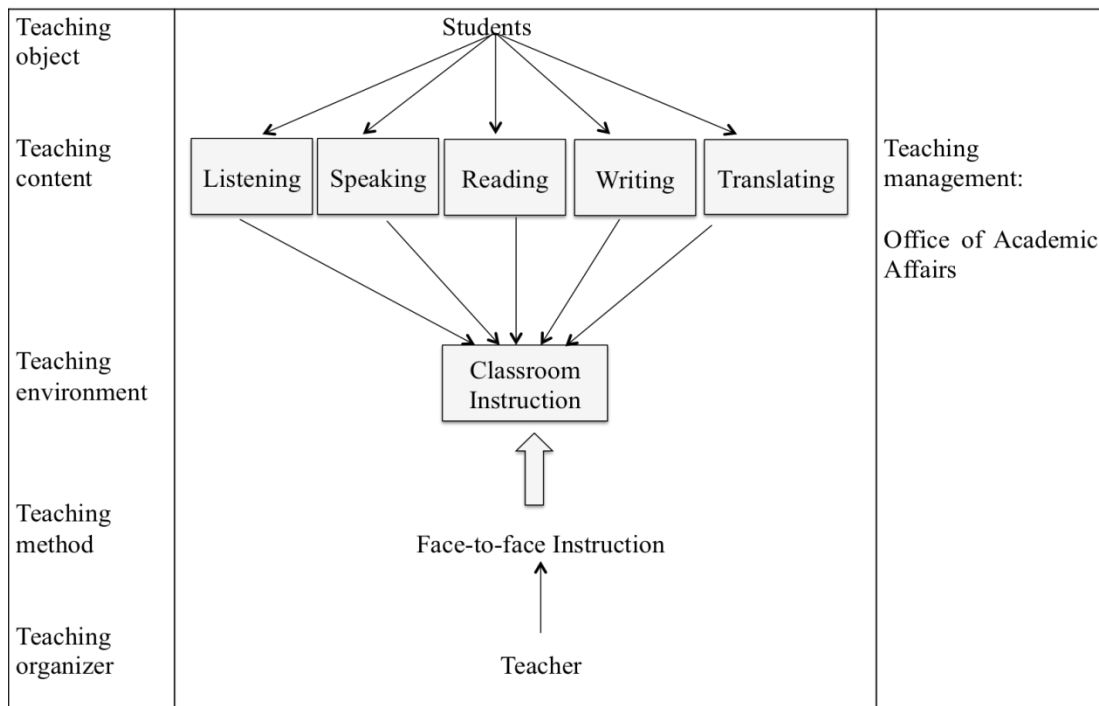 Teaching
object
Students
Teaching
content
Listening
Speaking
Reading
Writing
Translating
Teaching
management:
Office of Academic
Affairs
Teaching
environment
Classroom
Instruction
Teaching
method
Face-to-face Instruction
Teaching
organizer
Teacher